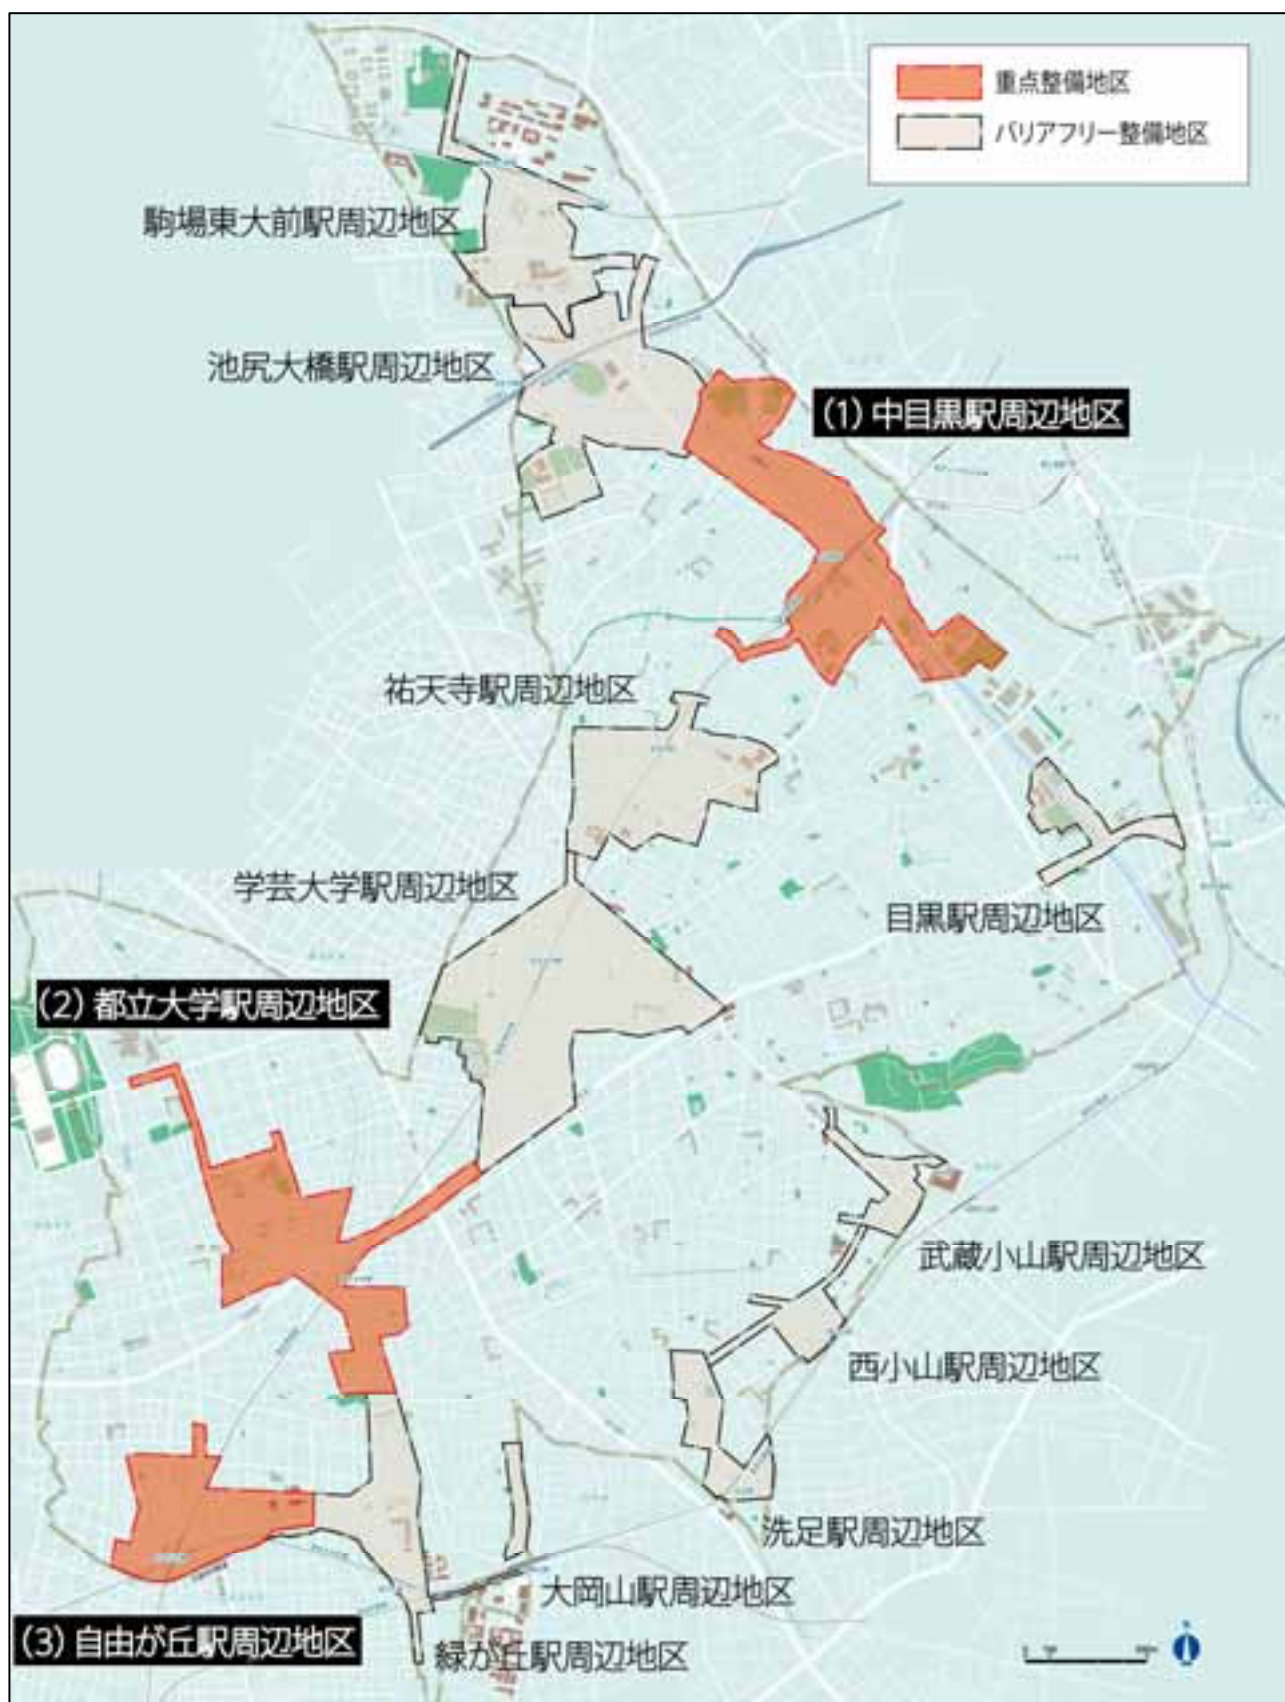 重点整備地区
バリアフリー整備地区
駒場東大前駅周辺地区
池尻大橋駅周辺地区
(1) 中目黒駅周辺地区
祐天寺駅周辺地区
学芸大学駅周辺地区
目黒駅周辺地区
(2) 都立大学駅周辺地区
武蔵小山駅周辺地区
西小山駅周辺地区
洗足駅周辺地区
大岡山駅周辺地区
(3) 自由が丘駅周辺地区
緑が丘駅周辺地区